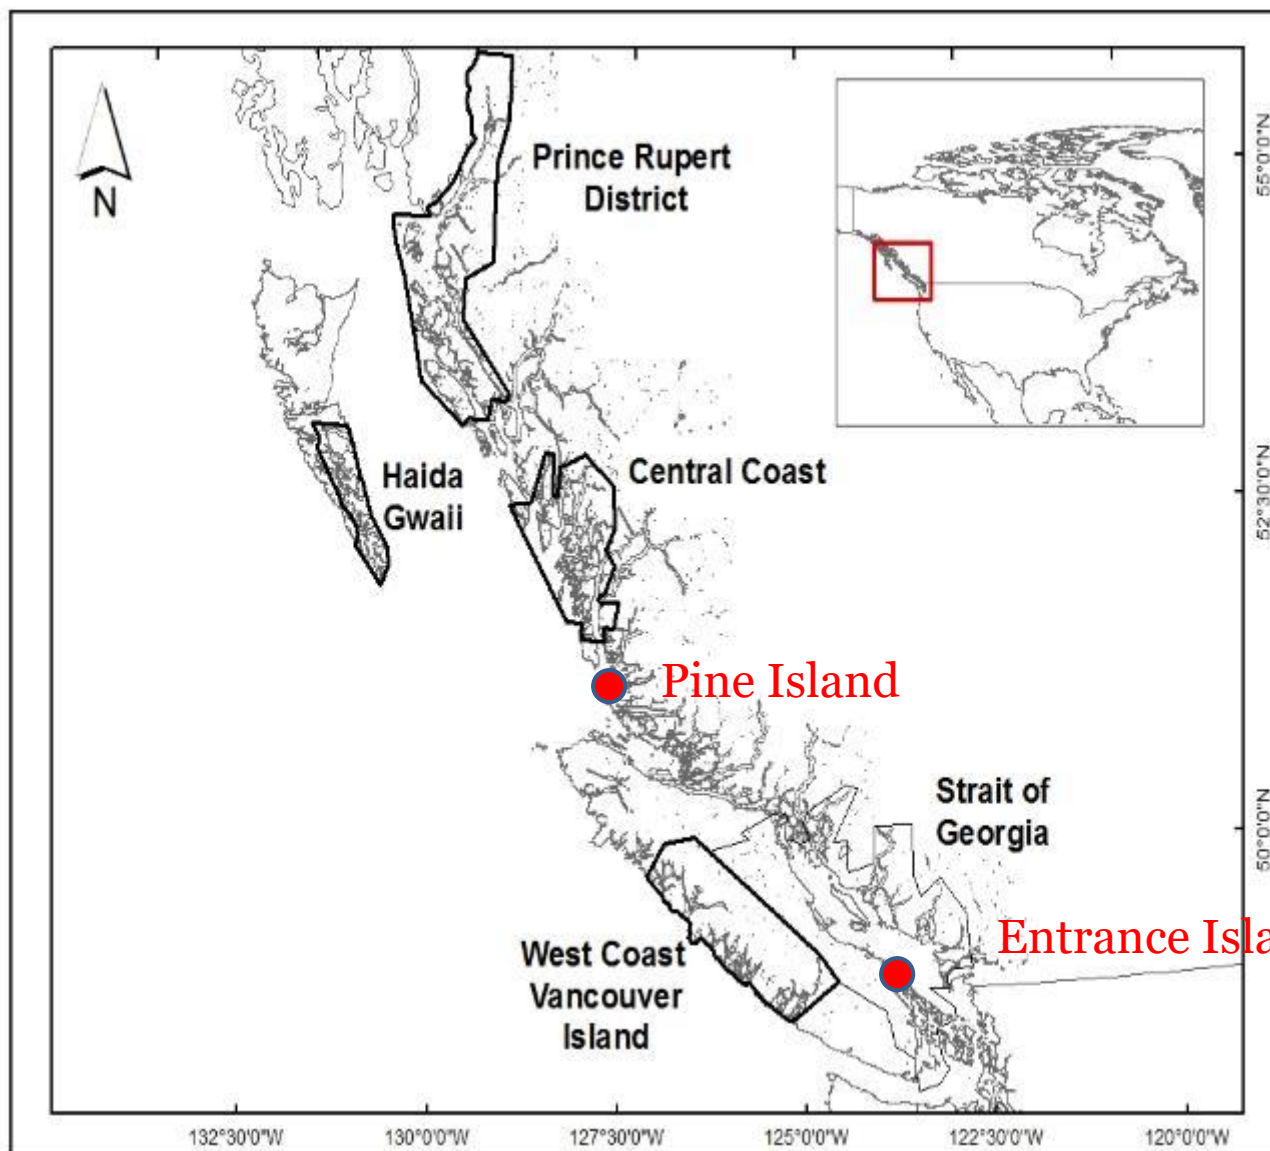 N
Prince Rupert
District
55°0'0"N
Haida
Gwaii
Central Coast
52°30'0"N
Pine Island
Strait of
Georgia
50°0'0"N
Entrance Isla
West Coast
Vancouver
Island
132°30'0"W
130°0'0"W
127°30'0"W
125°0'0"W
122°30'0"W
120°0'0"W